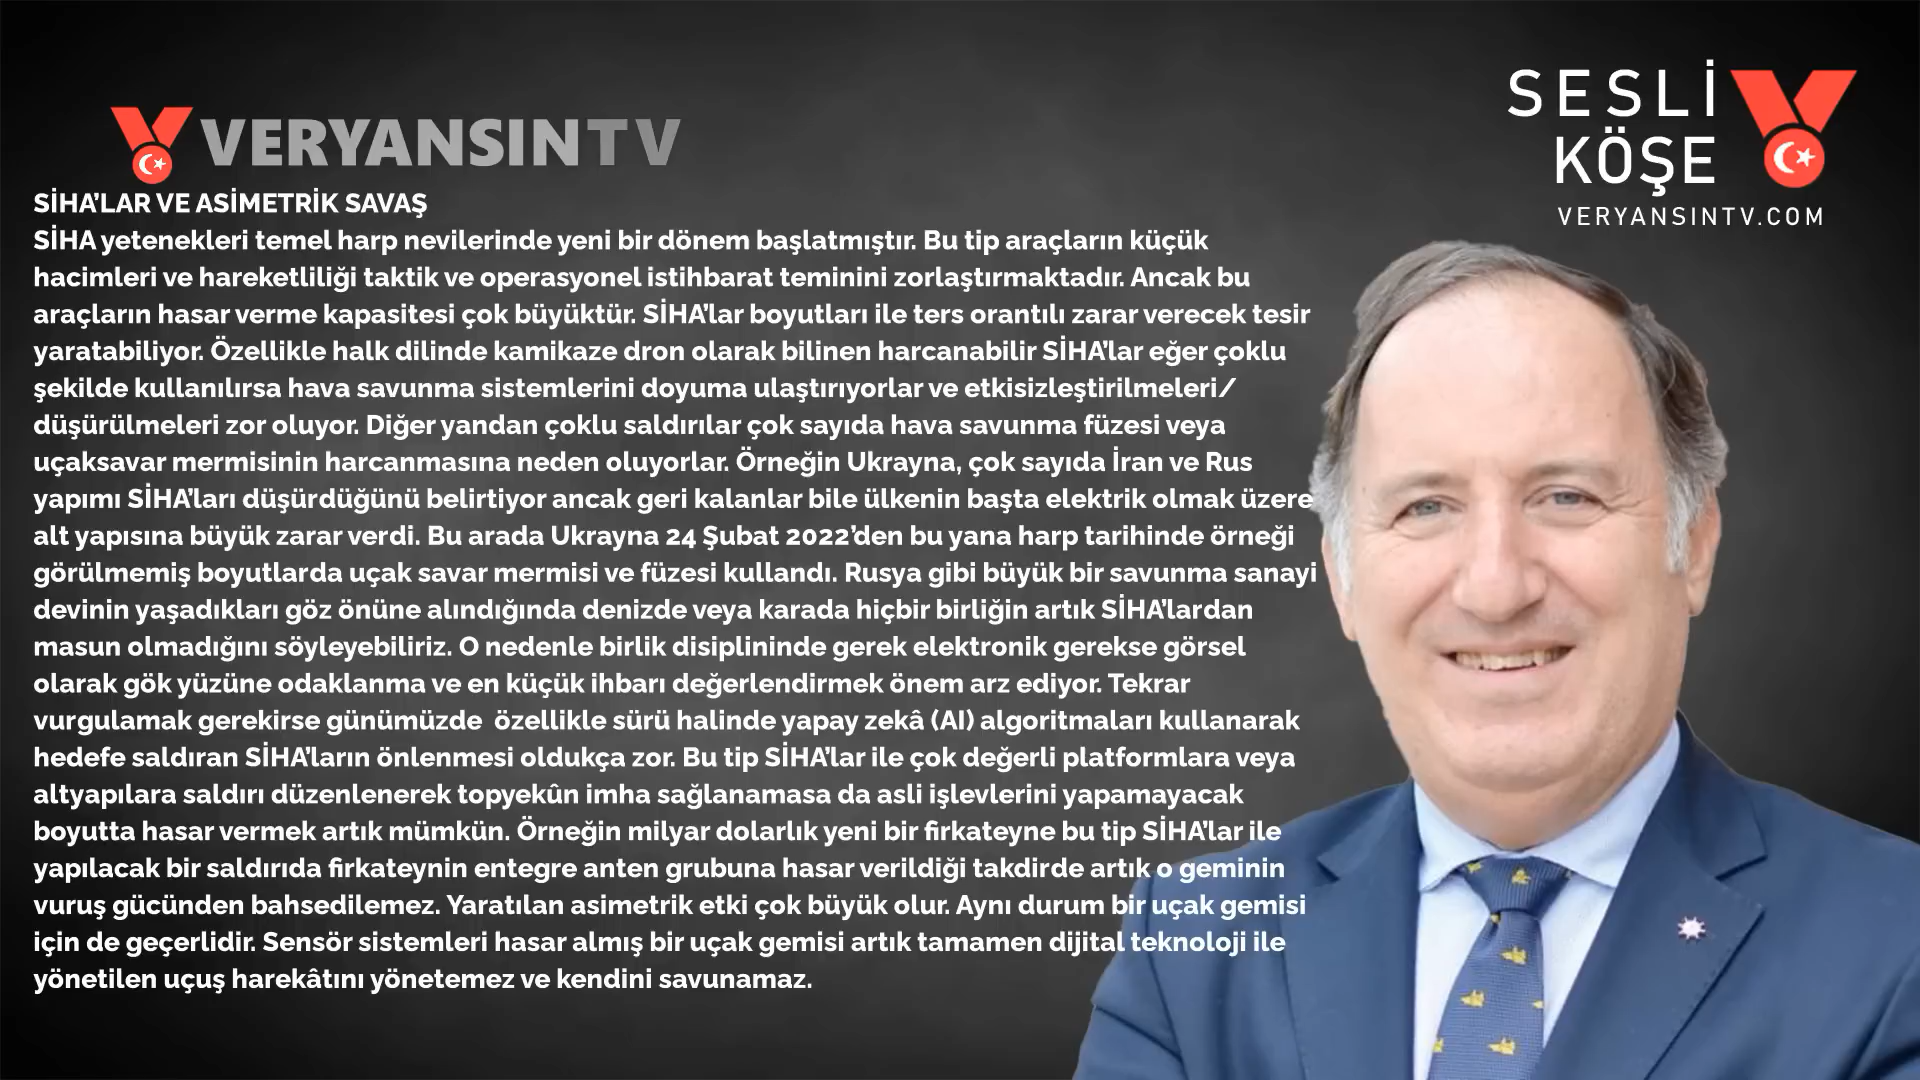 VERYANSINTV
SESLİ
KÖŞE
VERYANSINTV.COM
SİHA'LAR VE ASİMETRİK SAVAŞ
SİHA yetenekleri temel harp nevilerinde yeni bir dönem başlatmıştır. Bu tip araçların küçük
hacimleri ve hareketliliği taktik ve operasyonel istihbarat teminini zorlaştırmaktadır. Ancak bu
araçların hasar verme kapasitesi çok büyüktür. SİHA'lar boyutları ile ters orantılı zarar verecek tesir
yaratabiliyor. Özellikle halk dilinde kamikaze dron olarak bilinen harcanabilir SİHA'lar eğer çoklu
şekilde kullanılırsa hava savunma sistemlerini doyuma ulaştırıyorlar ve etkisizleştirilmeleri/
düşürülmeleri zor oluyor. Diğer yandan çoklu saldırılar çok sayıda hava savunma füzesi veya
uçaksavar mermisinin harcanmasına neden oluyorlar. Örneğin Ukrayna, çok sayıda İran ve Rus
yapımı SİHA'ları düşürdüğünü belirtiyor ancak geri kalanlar bile ülkenin başta elektrik olmak üzere
alt yapısına büyük zarar verdi. Bu arada Ukrayna 24 Şubat 2022'den bu yana harp tarihinde örneği
görülmemiş boyutlarda uçak savar mermisi ve füzesi kullandı. Rusya gibi büyük bir savunma sanayi
devinin yaşadıkları göz önüne alındığında denizde veya karada hiçbir birliğin artık SİHA'lardan
masun olmadığını söyleyebiliriz. O nedenle birlik disiplininde gerek elektronik gerekse görsel
olarak gök yüzüne odaklanma ve en küçük ihbarı değerlendirmek önem arz ediyor. Tekrar
vurgulamak gerekirse günümüzde  özellikle sürü halinde yapay zekâ (AI) algoritmaları kullanarak
hedefe saldıran SİHA'ların önlenmesi oldukça zor. Bu tip SİHA'lar ile çok değerli platformlara veya
altyapılara saldırı düzenlenerek topyekûn imha sağlanamasa da asli işlevlerini yapamayacak
boyutta hasar vermek artık mümkün. Örneğin milyar dolarlık yeni bir firkateyne bu tip SİHA'lar ile
yapılacak bir saldırıda firkateynin entegre anten grubuna hasar verildiği takdirde artık o geminin
vuruş gücünden bahsedilemez. Yaratılan asimetrik etki çok büyük olur. Aynı durum bir uçak gemisi
için de geçerlidir. Sensör sistemleri hasar almış bir uçak gemisi artık tamamen dijital teknoloji ile
yönetilen uçuş harekâtını yönetemez ve kendini savunamaz.